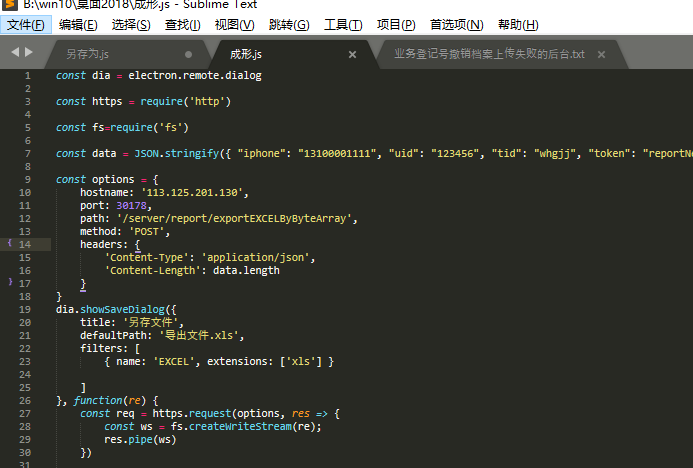 B:\win10\莫面2018\成形.js - Sublime Text
文件(F) 编辑(E) 选择(S) 查找(I) 视图(V) 跳转(G) 工具(T) 项目(P) 首选项(N) 帮助(H)
另存为.js 成形.js 业务登记号撤销档案上传失败的后台.txt
1 const dia = electron.remote.dialog
2
3 const https = require('http')
4
5 const fs=require('fs')
6
7 const data = JSON.stringify({ "iphone": "13100001111", "uid": "123456", "tid": "whgjj", "token": "reportNe
8
9 const options = {
10 hostname: '113.125.201.130',
11 port: 30178,
12 path: '/server/report/exportEXCELByByteArray',
13 method: 'POST',
14 headers: {
15 'Content-Type': 'application/json',
16 'Content-Length': data.length
17 }
18 }
19 dia.showSaveDialog({
20 title: '另存文件',
21 defaultPath: '导出文件.xls',
22 filters: [
23 { name: 'EXCEL', extensions: ['xls'] }
24
25 ]
26 }, function(re) {
27 const req = https.request(options, res => {
28 const ws = fs.createWriteStream(re);
29 res.pipe(ws)
30 })
31